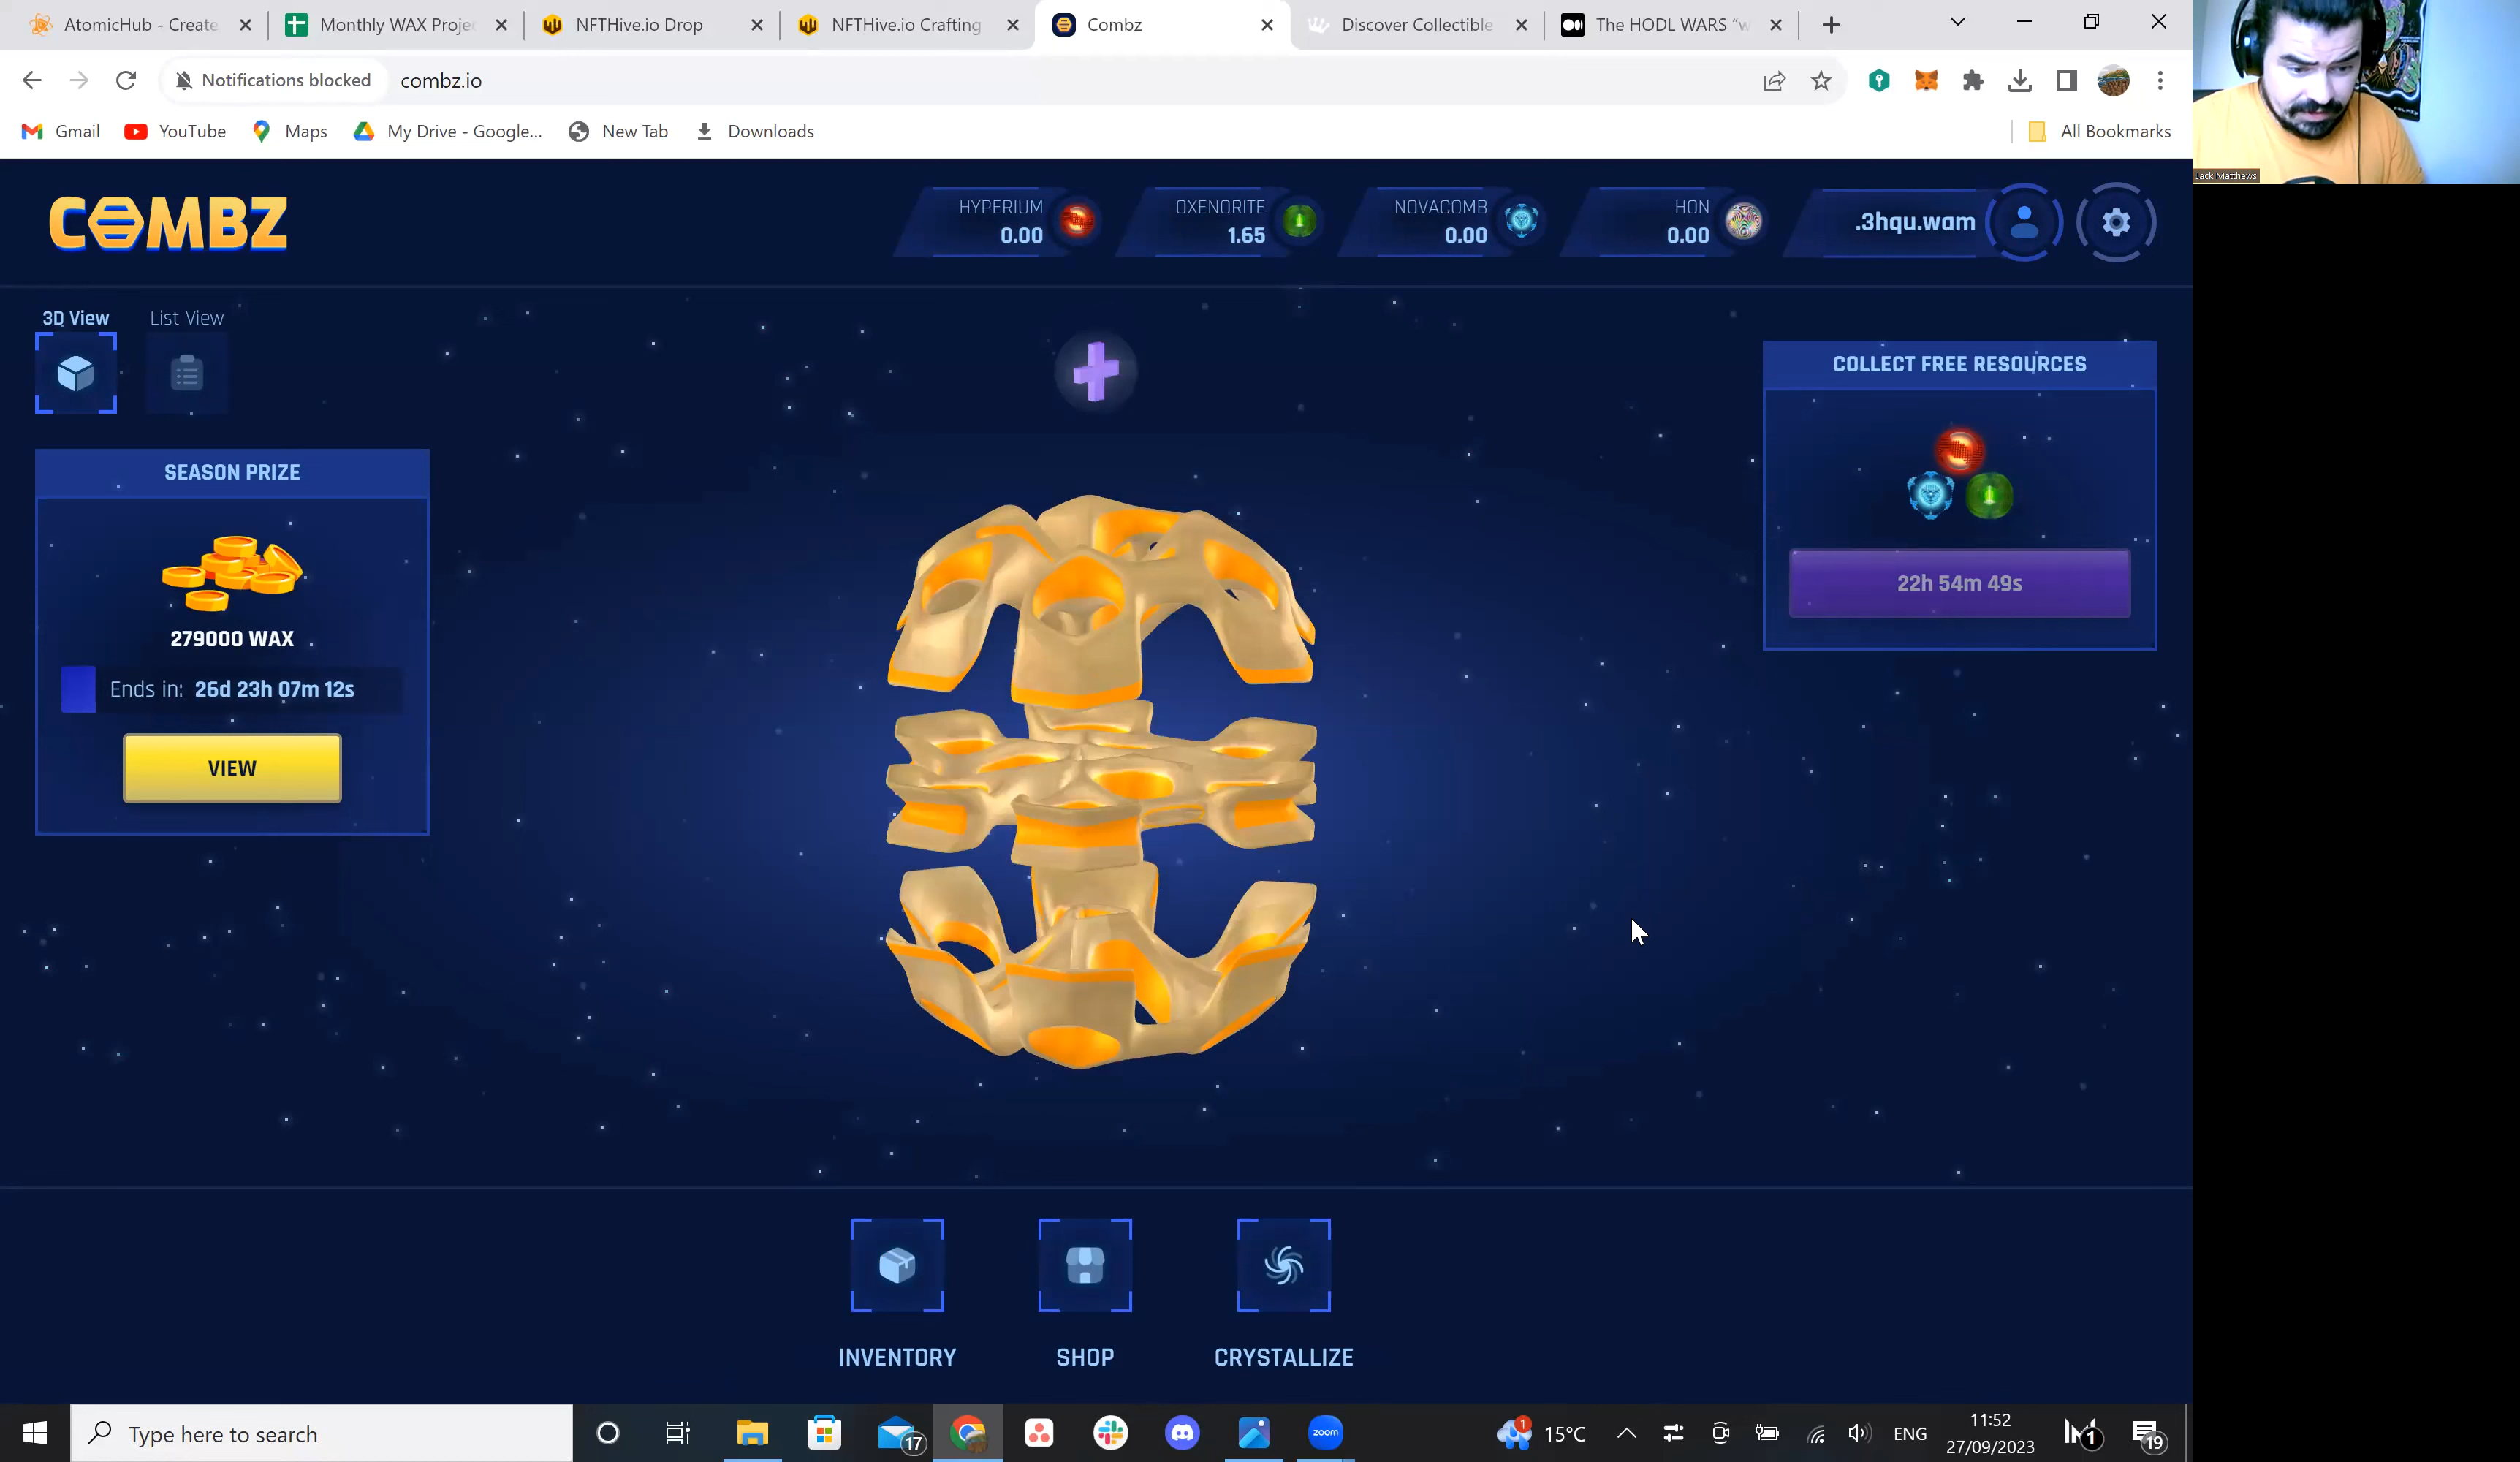 AtomicHub - Create
Monthly WAX Projec
NFTHive.io Drop
NFTHive.io Crafting
Combz
Discover Collectible
The HODL WARS "w
Notifications blocked
combz.io
Gmail
YouTube
Maps
My Drive - Google...
New Tab
Downloads
All Bookmarks
Jack Matthews
COMBZ
HYPERIUM
0.00
OXENORITE
1.65
NOVACOMB
0.00
HON
0.00
.3hqu.wam
3D View
List View
SEASON PRIZE
279000 WAX
Ends in: 26d 23h 07m 12s
VIEW
COLLECT FREE RESOURCES
22h 54m 49s
INVENTORY
SHOP
CRYSTALLIZE
Type here to search
17
zoom
1
15°C
ENG
11:52
27/09/2023
1
19